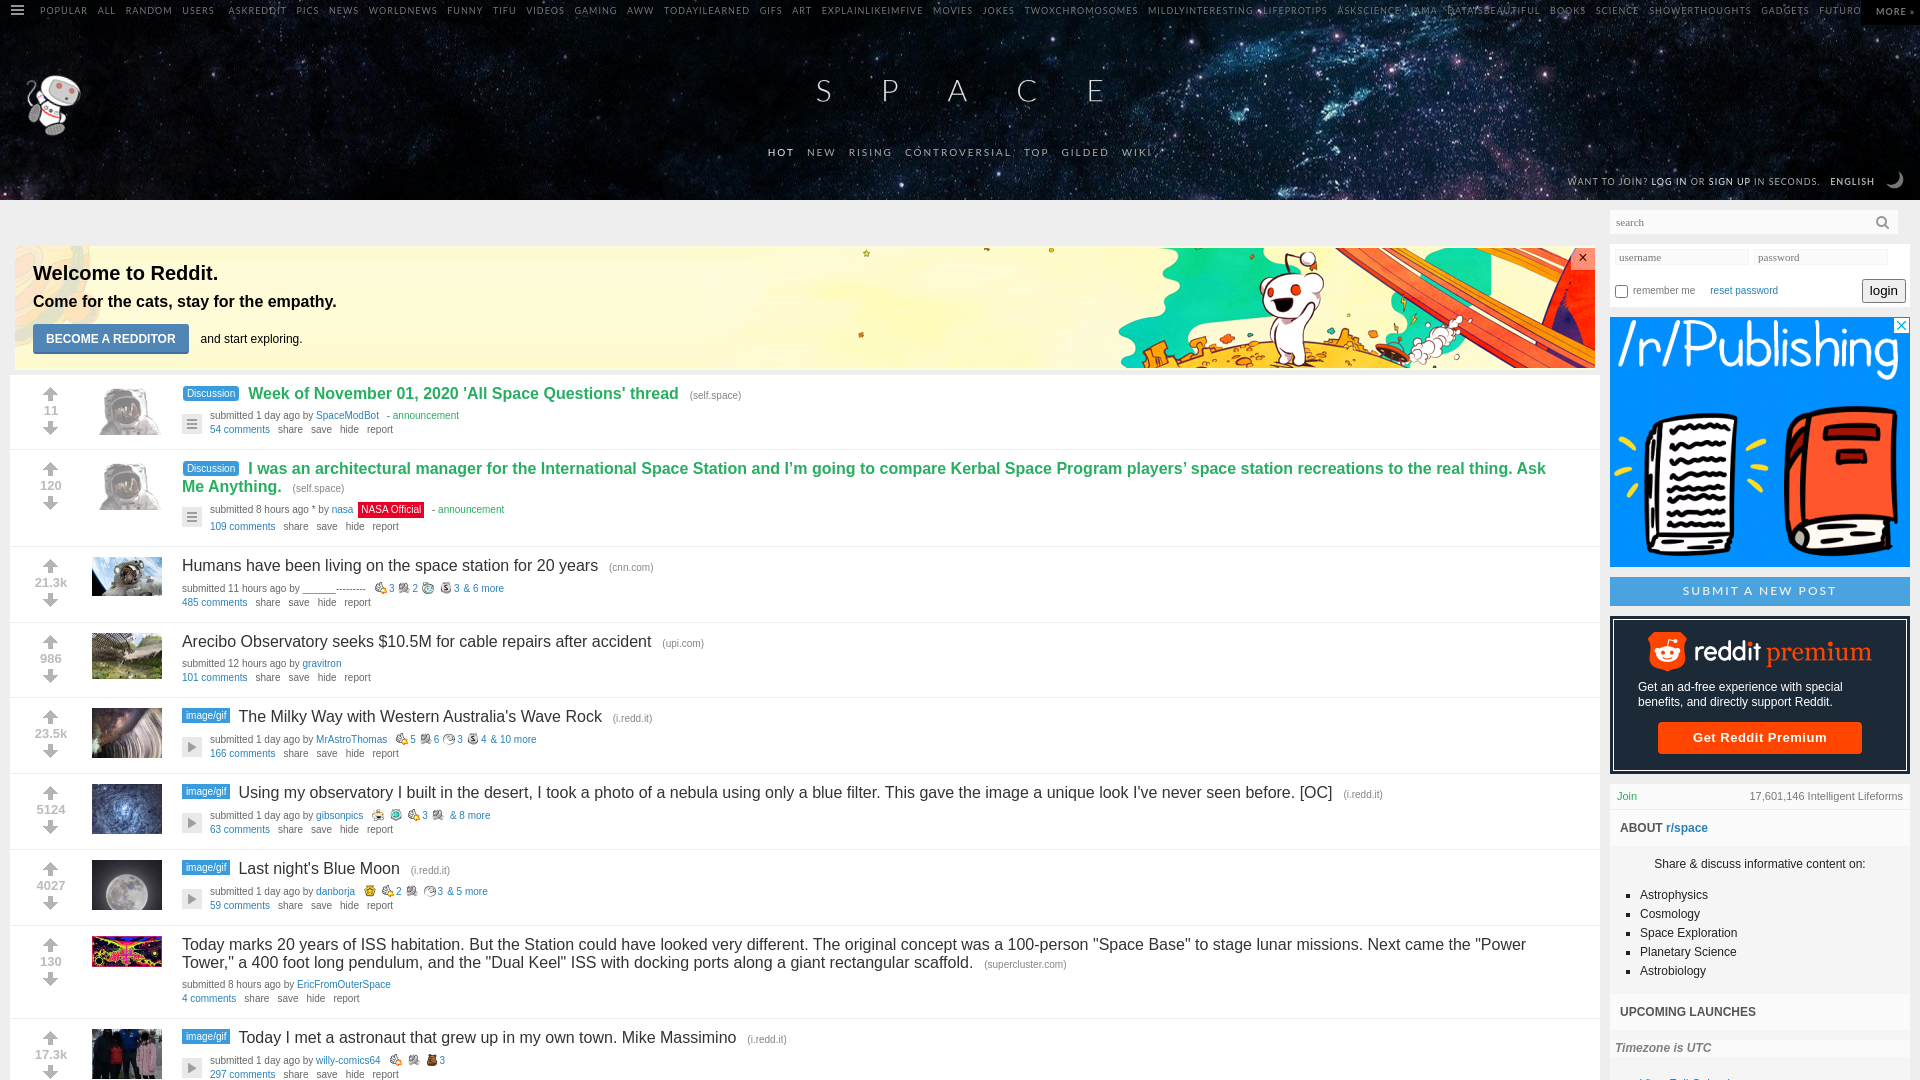 POPULAR ALL RANDOM USERS ASKREDDIT PICS NEWS WORLDNEWS FUNNY TIFU VIDEOS GAMING AWW TODAYILEARNED GIFS ART EXPLAINLIKEIMFIVE MOVIES JOKES TWOXCHROMOSOMES MILDLYINTERESTING LIFEPROTIPS ASKSCIENCE IAMA DATAISBEAUTIFUL BOOKS SCIENCE SHOWERTHOUGHTS GADGETS FUTURO MORE »
SPACE
HOT NEW RISING CONTROVERSIAL TOP GILDED WIKI
WANT TO JOIN? LOG IN OR SIGN UP IN SECONDS. ENGLISH
search
username password
remember me reset password login
Welcome to Reddit.
Come for the cats, stay for the empathy.
BECOME A REDDITOR and start exploring.
×
/r/Publishing
11
Discussion Week of November 01, 2020 'All Space Questions' thread (self.space)
submitted 1 day ago by SpaceModBot - announcement
54 comments share save hide report
120
Discussion I was an architectural manager for the International Space Station and I’m going to compare Kerbal Space Program players’ space station recreations to the real thing. Ask
Me Anything. (self.space)
submitted 8 hours ago * by nasa NASA Official - announcement
109 comments share save hide report
21.3k
Humans have been living on the space station for 20 years (cnn.com)
submitted 11 hours ago by ______--------- 3 2 3 & 6 more
485 comments share save hide report
986
Arecibo Observatory seeks $10.5M for cable repairs after accident (upi.com)
submitted 12 hours ago by gravitron
101 comments share save hide report
23.5k
image/gif The Milky Way with Western Australia's Wave Rock (i.redd.it)
submitted 1 day ago by MrAstroThomas 5 6 3 4 & 10 more
166 comments share save hide report
5124
image/gif Using my observatory I built in the desert, I took a photo of a nebula using only a blue filter. This gave the image a unique look I've never seen before. [OC] (i.redd.it)
submitted 1 day ago by gibsonpics 3 & 8 more
63 comments share save hide report
4027
image/gif Last night's Blue Moon (i.redd.it)
submitted 1 day ago by danborja 2 3 & 5 more
59 comments share save hide report
130
Today marks 20 years of ISS habitation. But the Station could have looked very different. The original concept was a 100-person "Space Base" to stage lunar missions. Next came the "Power
Tower," a 400 foot long pendulum, and the "Dual Keel" ISS with docking ports along a giant rectangular scaffold. (supercluster.com)
submitted 8 hours ago by EricFromOuterSpace
4 comments share save hide report
17.3k
image/gif Today I met a astronaut that grew up in my own town. Mike Massimino (i.redd.it)
submitted 1 day ago by willy-comics64 3
297 comments share save hide report
SUBMIT A NEW POST
reddit premium
Get an ad-free experience with special
benefits, and directly support Reddit.
Get Reddit Premium
Join 17,601,146 Intelligent Lifeforms
ABOUT r/space
Share & discuss informative content on:
Astrophysics
Cosmology
Space Exploration
Planetary Science
Astrobiology
UPCOMING LAUNCHES
Timezone is UTC